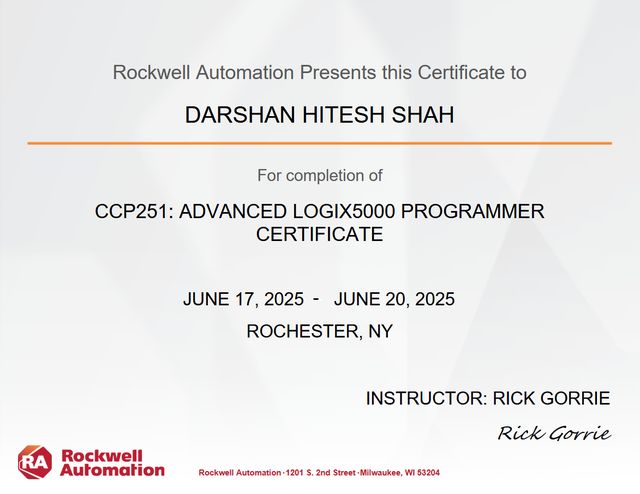 Rockwell Automation Presents this Certificate to
DARSHAN HITESH SHAH
For completion of
CCP251: ADVANCED LOGIX5000 PROGRAMMER
CERTIFICATE
JUNE 17, 2025 - JUNE 20, 2025
ROCHESTER, NY
INSTRUCTOR: RICK GORRIE
Rick Gorrie
RA
Rockwell
Automation
Rockwell Automation · 1201 S. 2nd Street · Milwaukee, WI 53204